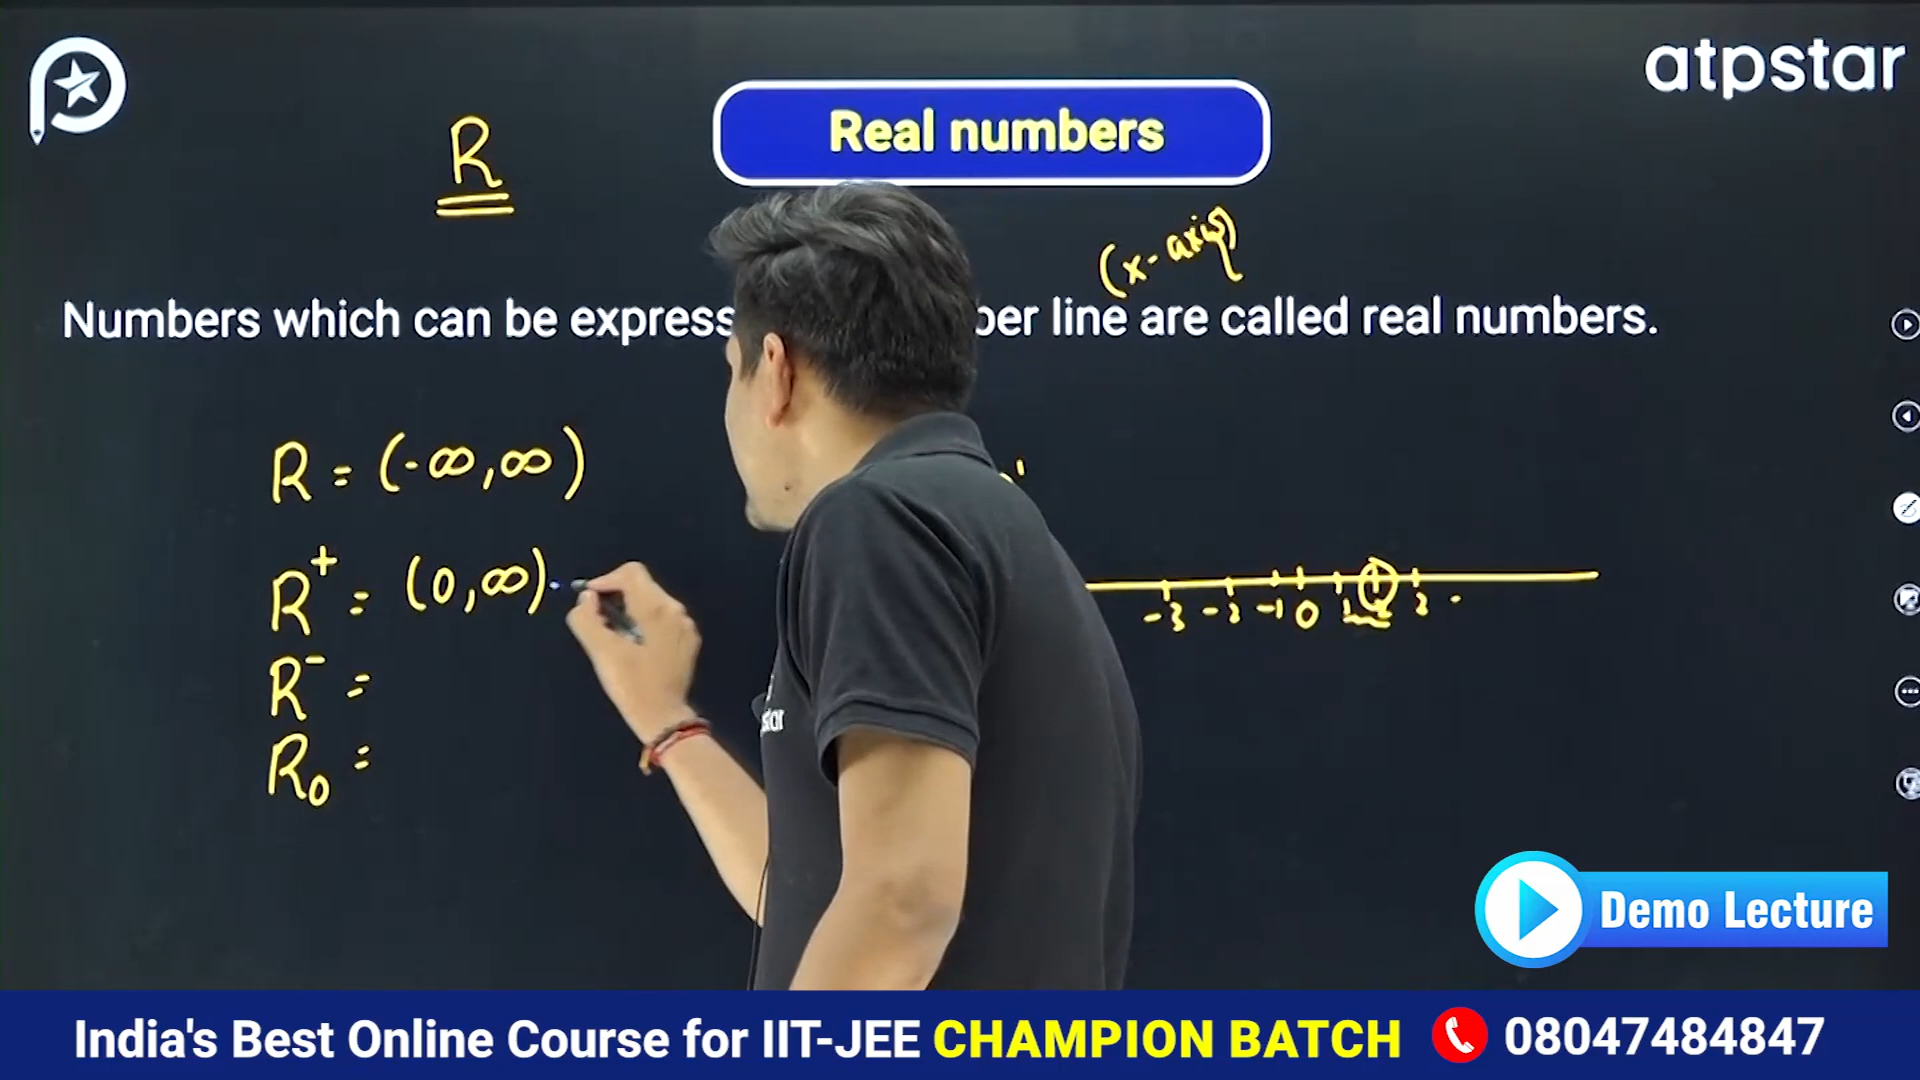 atpstar
R
Real numbers
(x-axis)
Numbers which can be express
ber line are called real numbers.
R = (-∞, ∞)
R⁺ = (0, ∞)
-3 -2 -1 0 1 2
R⁻ =
R₀ =
Demo Lecture
India's Best Online Course for IIT-JEE CHAMPION BATCH 08047484847